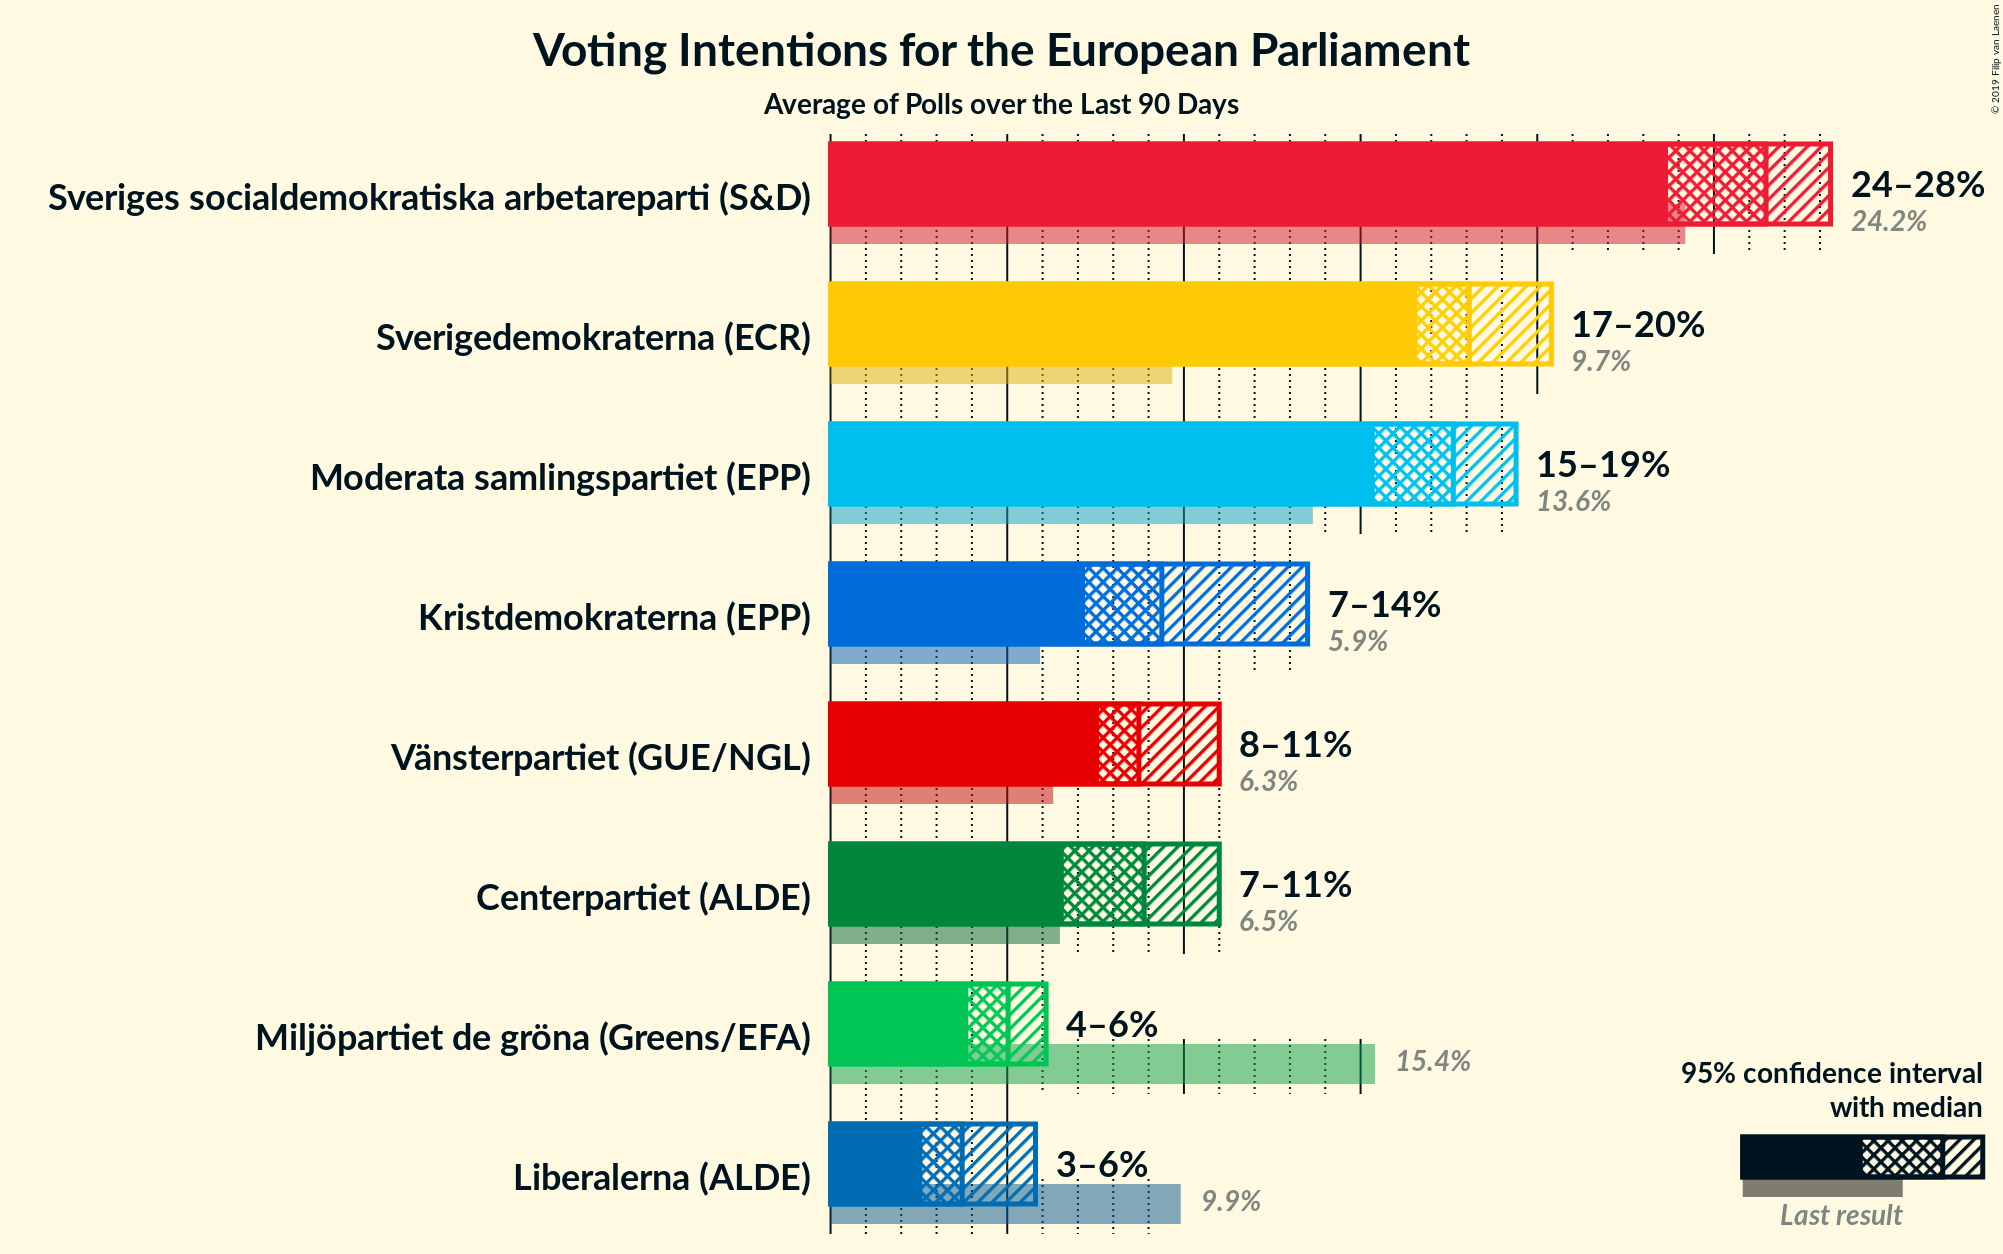 Voting Intentions for the European Parliament
Average of Polls over the Last 90 Days
© 2019 Filip van Laenen
Sveriges socialdemokratiska arbetareparti (S&D)
24–28%
24.2%
Sverigedemokraterna (ECR)
17–20%
9.7%
Moderata samlingspartiet (EPP)
15–19%
13.6%
Kristdemokraterna (EPP)
7–14%
5.9%
Vänsterpartiet (GUE/NGL)
8–11%
6.3%
Centerpartiet (ALDE)
7–11%
6.5%
Miljöpartiet de gröna (Greens/EFA)
4–6%
15.4%
Liberalerna (ALDE)
3–6%
9.9%
95% confidence interval
with median
Last result